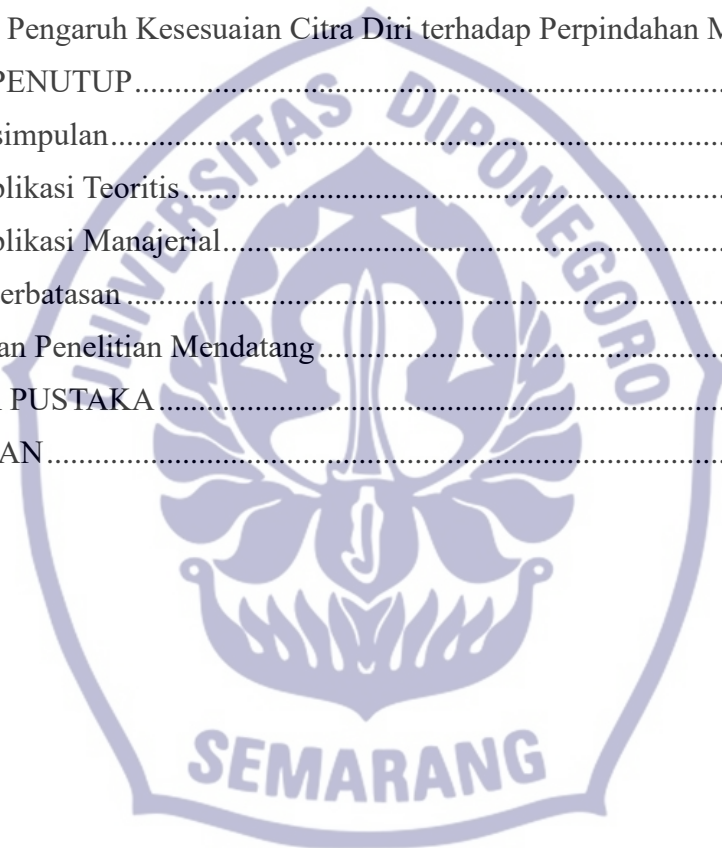 Pengaruh Kesesuaian Citra Diri terhadap Perpindahan M
PENUTUP
simpulan
plikasi Teoritis
plikasi Manajerial
erbatasan
an Penelitian Mendatang
PUSTAKA
AN
UNIVERSITAS DIPONEGORO
SEMARANG